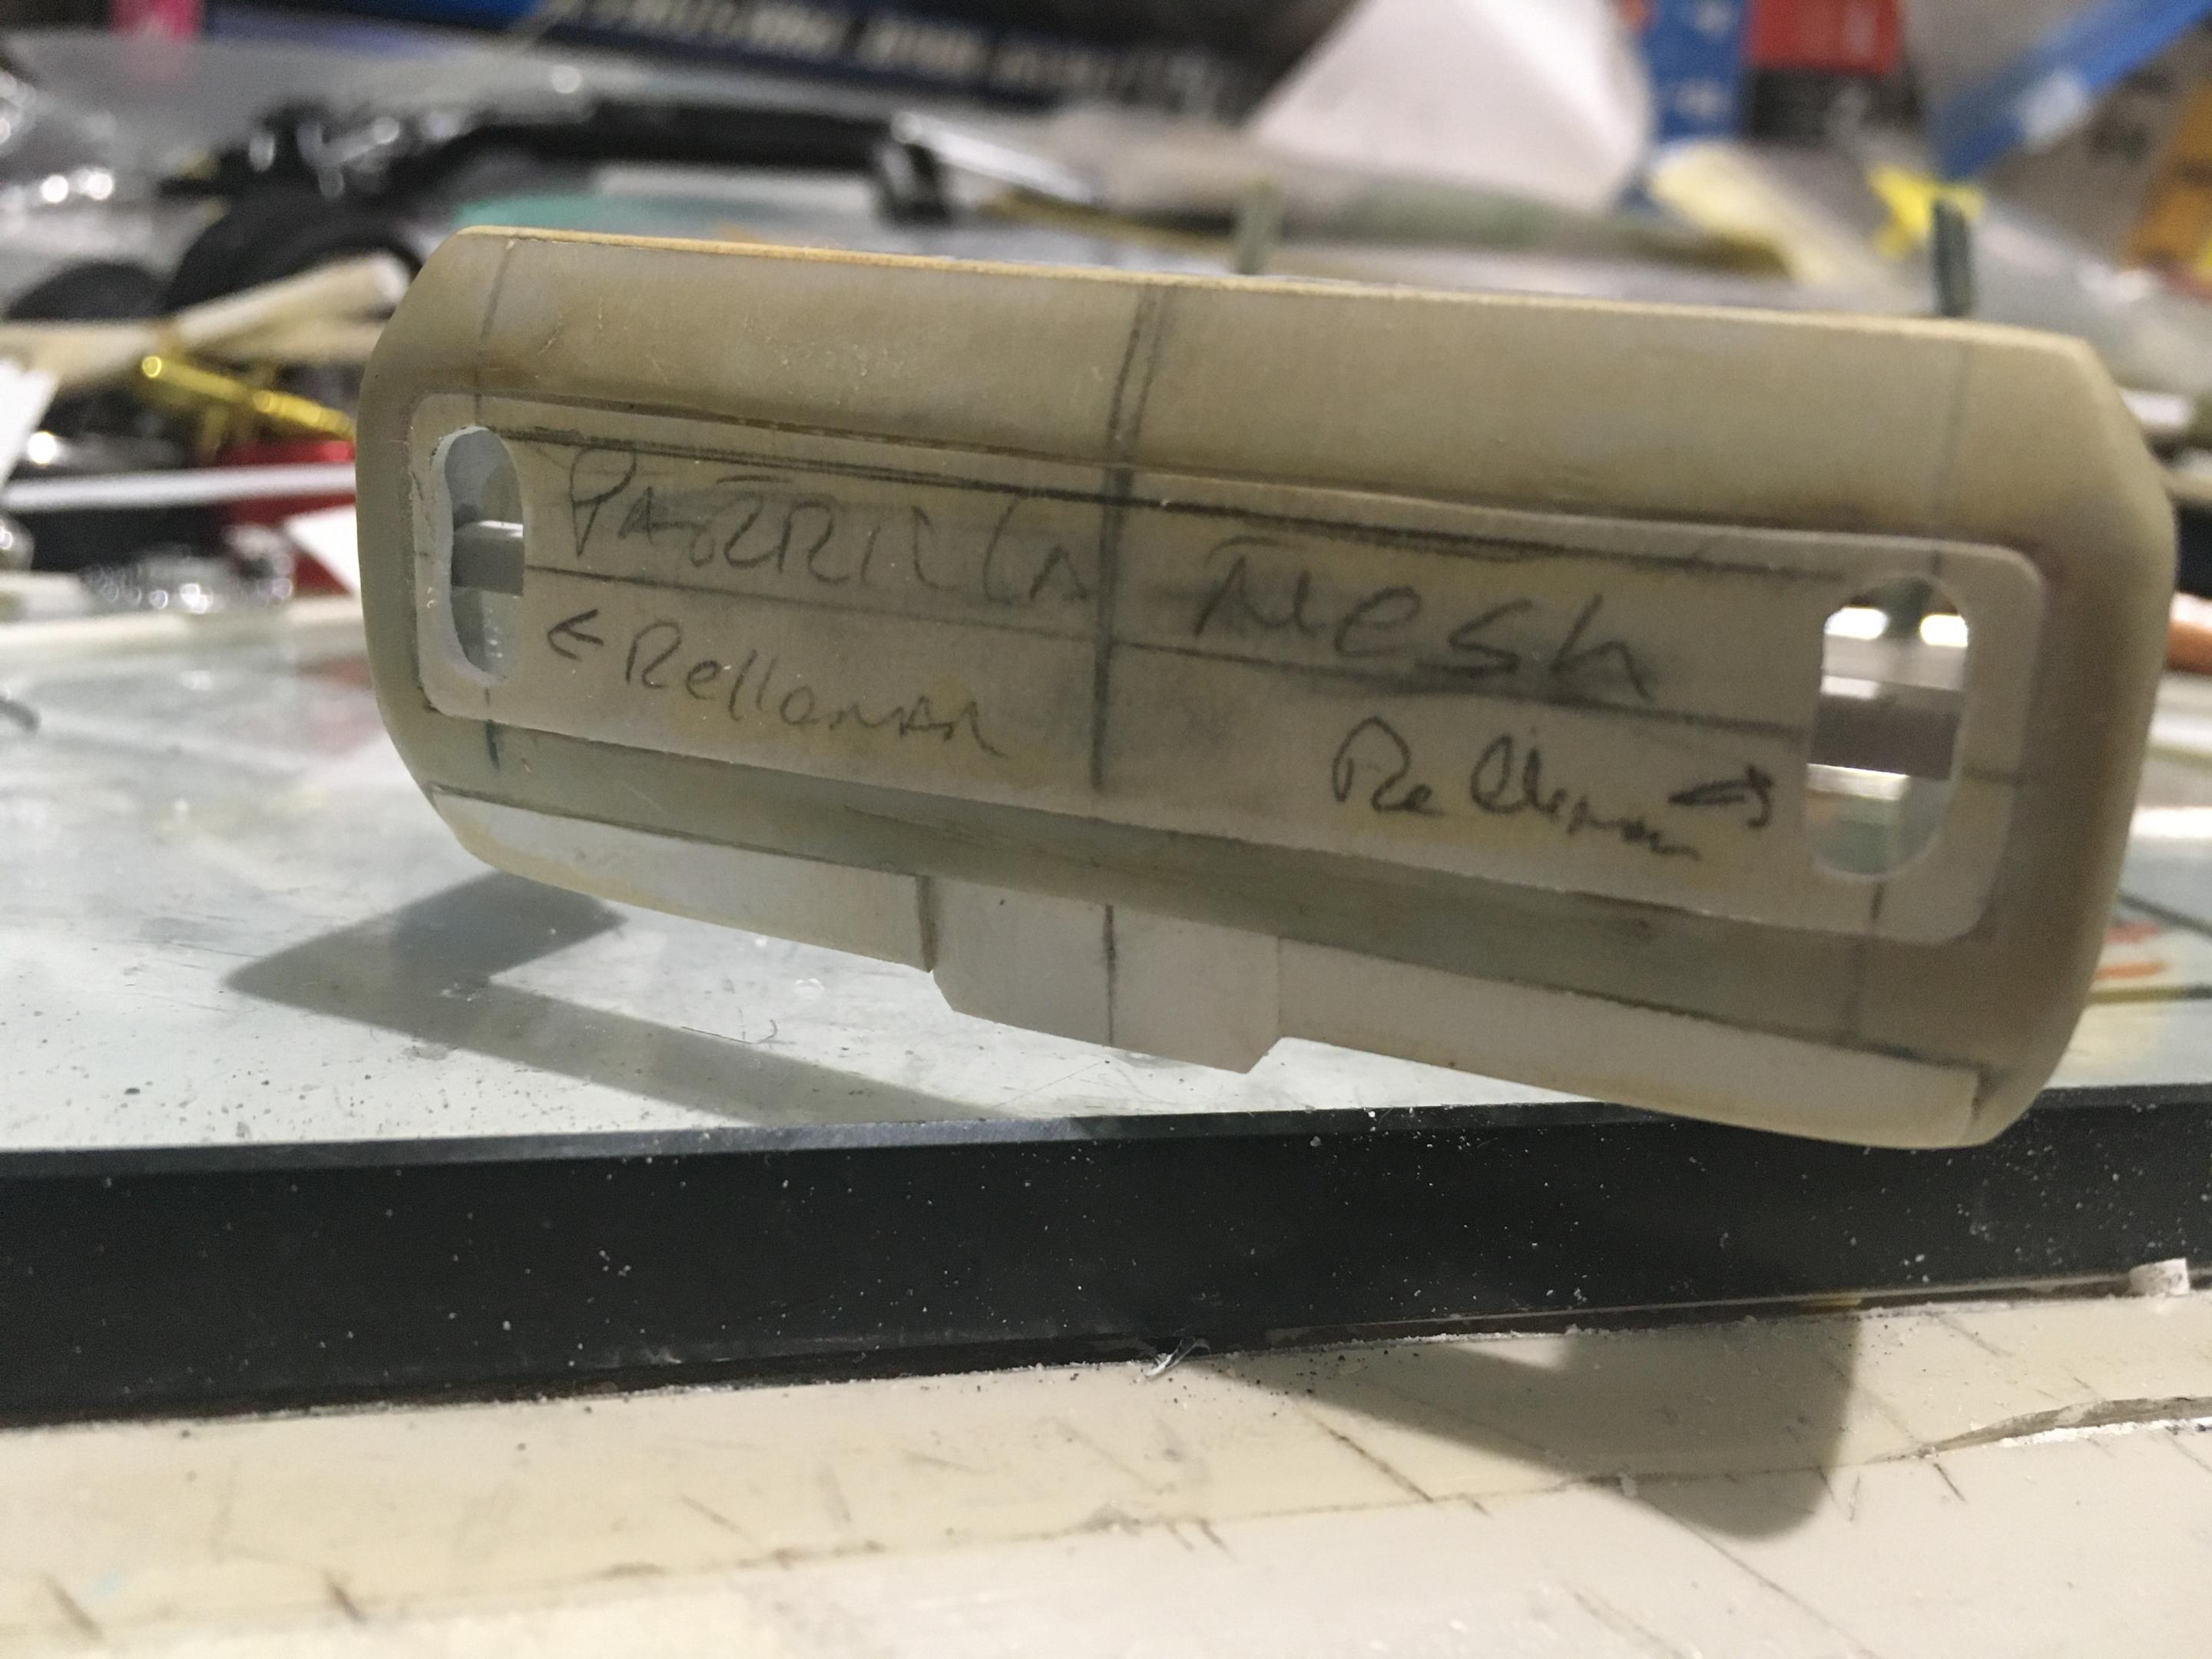 PARRILLA Mesh
← Rellenar
Rellenar →